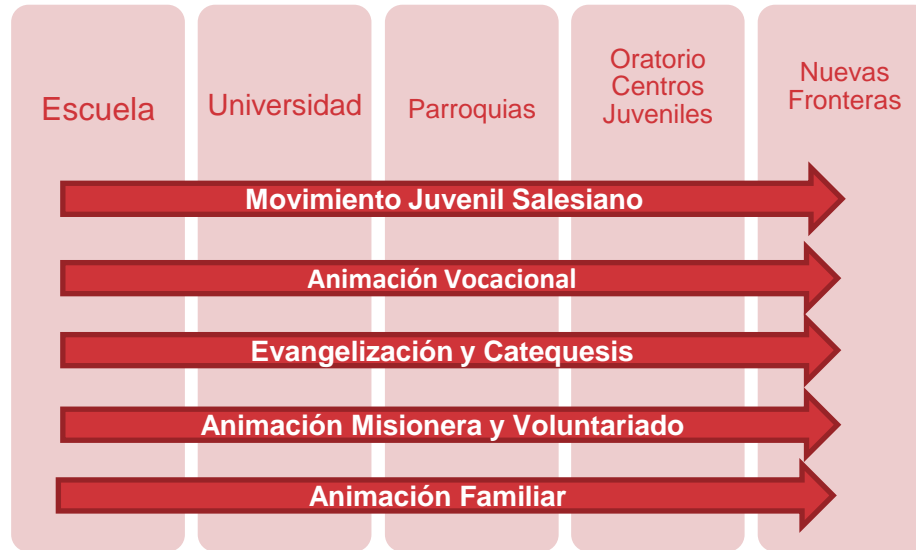 Escuela
Universidad
Parroquias
Oratorio
Centros
Juveniles
Nuevas
Fronteras
Movimiento Juvenil Salesiano
Animación Vocacional
Evangelización y Catequesis
Animación Misionera y Voluntariado
Animación Familiar